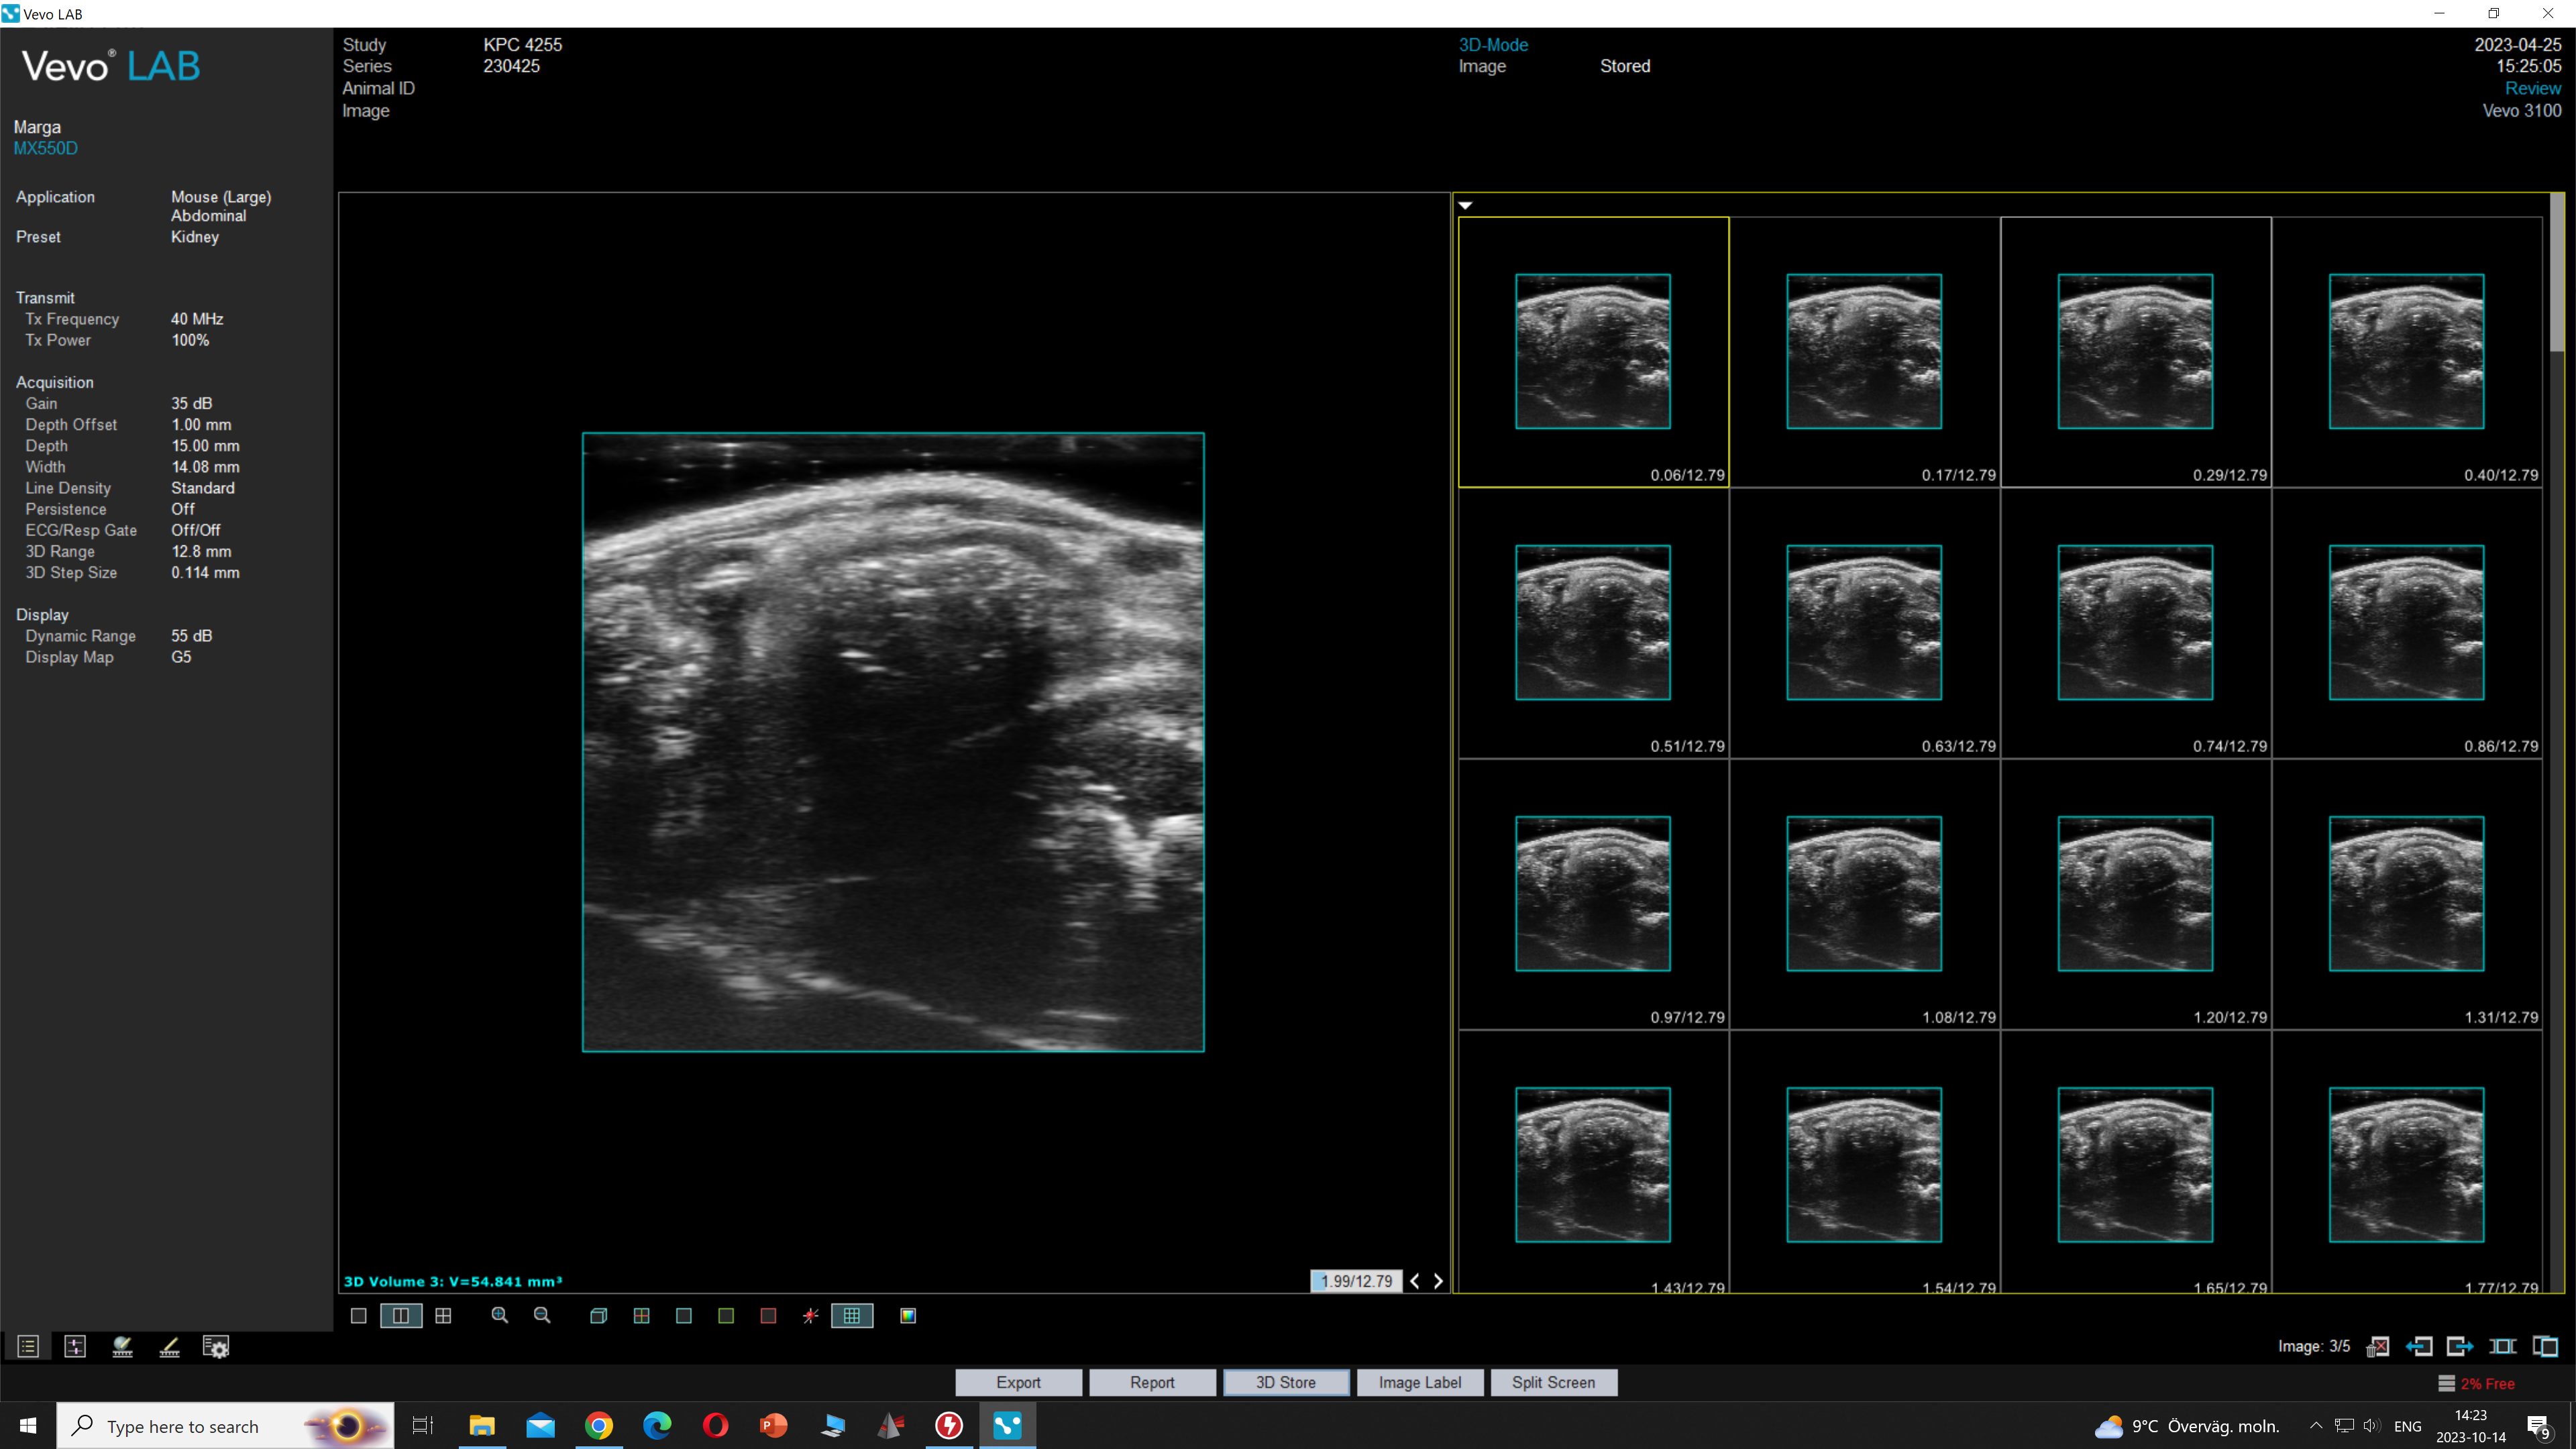 Vevo LAB
Vevo® LAB
Study KPC 4255
Series 230425
Animal ID
Image
3D-Mode
Image Stored
2023-04-25
15:25:05
Review
Vevo 3100
Marga
MX550D
Application Mouse (Large)
Abdominal
Preset Kidney
Transmit
Tx Frequency 40 MHz
Tx Power 100%
Acquisition
Gain 35 dB
Depth Offset 1.00 mm
Depth 15.00 mm
Width 14.08 mm
Line Density Standard
Persistence Off
ECG/Resp Gate Off/Off
3D Range 12.8 mm
3D Step Size 0.114 mm
Display
Dynamic Range 55 dB
Display Map G5
0.06/12.79 0.17/12.79 0.29/12.79 0.40/12.79
0.51/12.79 0.63/12.79 0.74/12.79 0.86/12.79
0.97/12.79 1.08/12.79 1.20/12.79 1.31/12.79
1.43/12.79 1.54/12.79 1.65/12.79 1.77/12.79
3D Volume 3: V=54.841 mm³
1.99/12.79
Image: 3/5
Export Report 3D Store Image Label Split Screen
2% Free
Type here to search
9°C Överväg. moln.
ENG
14:23
2023-10-14
9